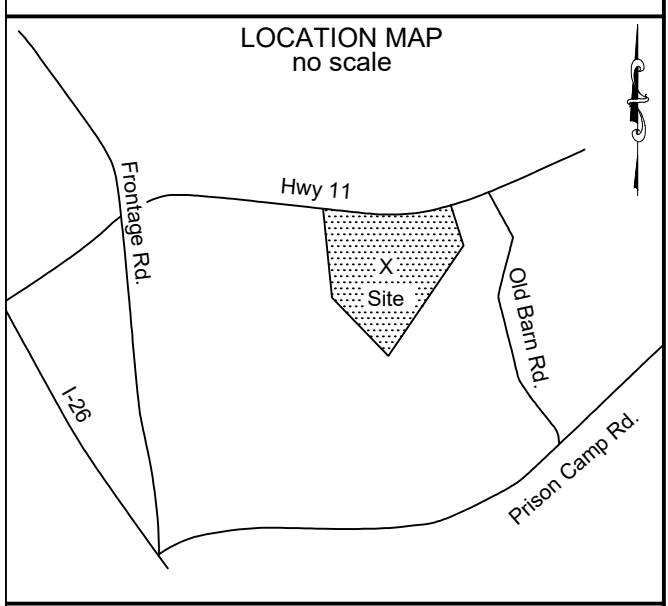 LOCATION MAP
no scale
Hwy 11
Frontage Rd.
X
Site
Old Barn Rd.
I-26
Prison Camp Rd.